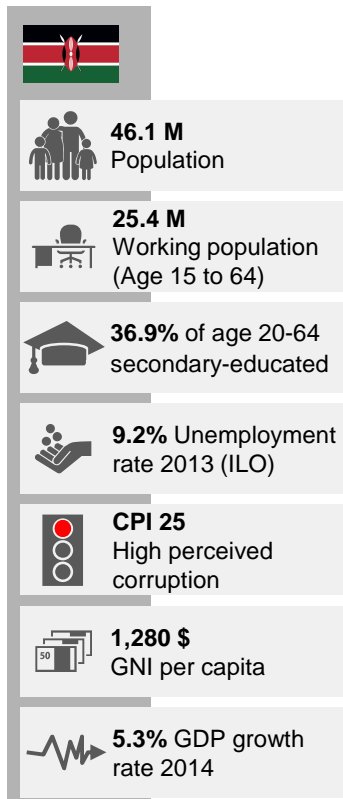 46.1 M
Population
25.4 M
Working population
(Age 15 to 64)
36.9% of age 20-64
secondary-educated
9.2% Unemployment
rate 2013 (ILO)
CPI 25
High perceived
corruption
50
1,280 $
GNI per capita
5.3% GDP growth
rate 2014